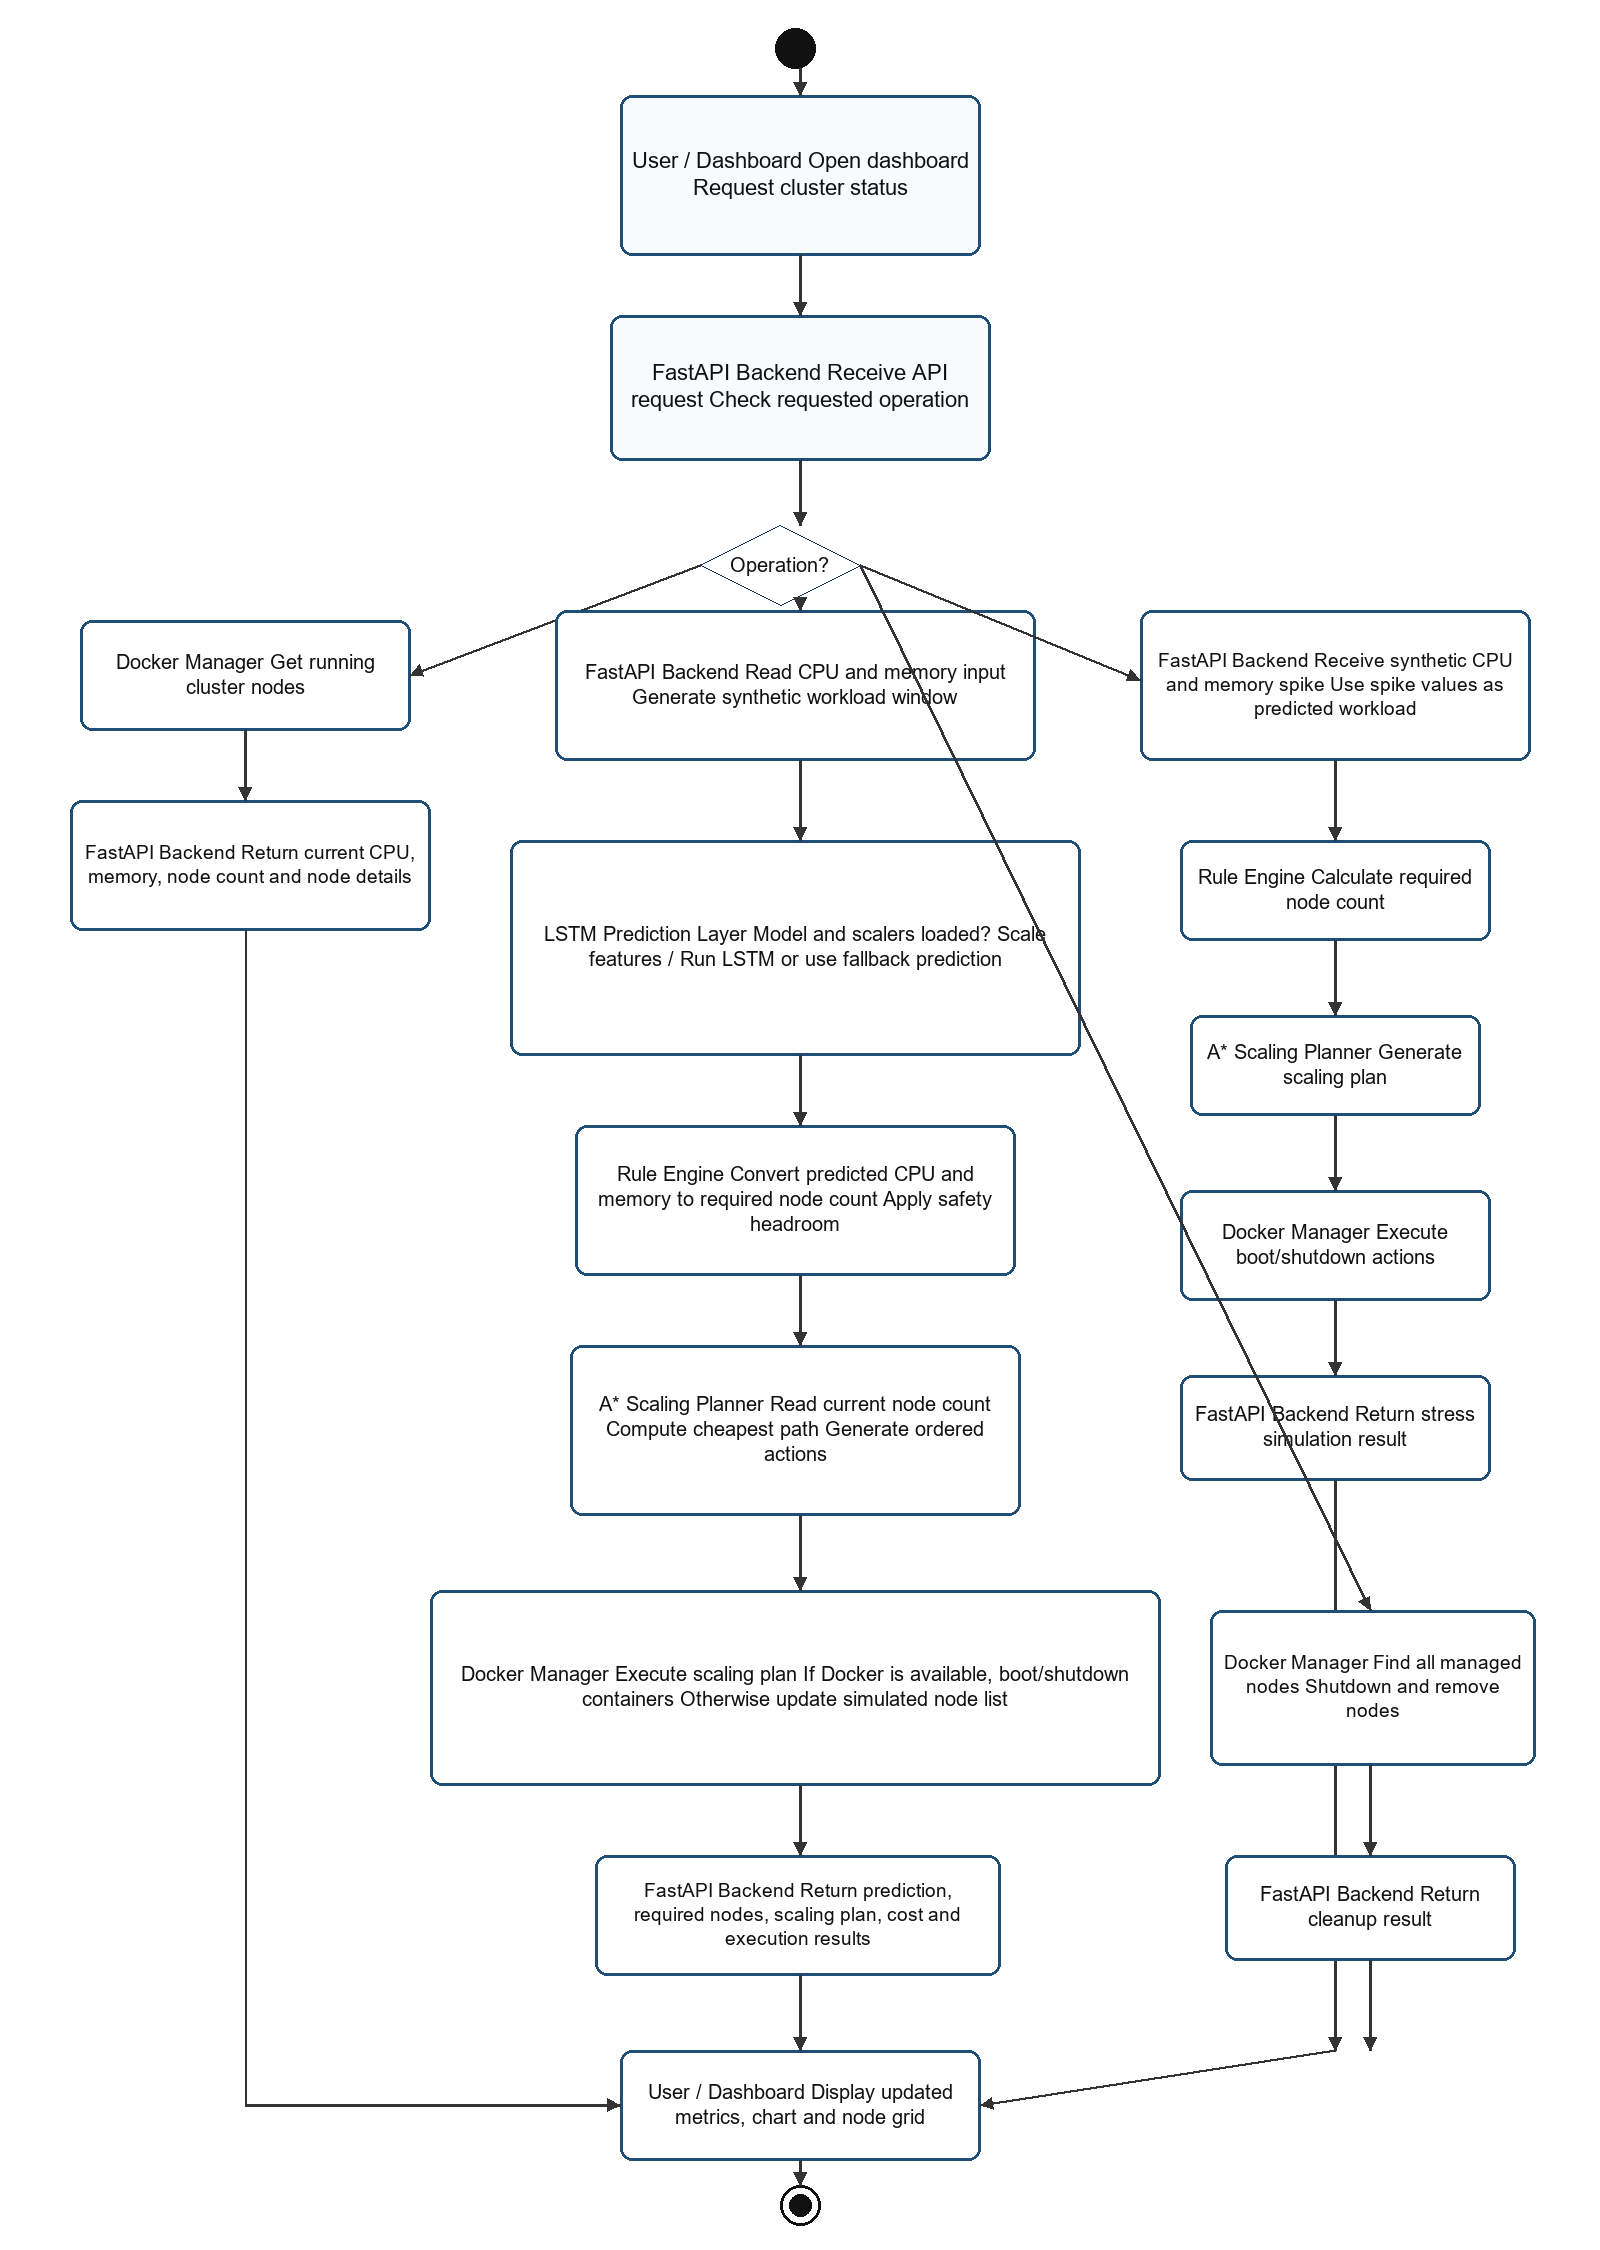 User / Dashboard Open dashboard
Request cluster status
FastAPI Backend Receive API
request Check requested operation
Operation?
Docker Manager Get running
cluster nodes
FastAPI Backend Return current CPU,
memory, node count and node details
FastAPI Backend Read CPU and memory input
Generate synthetic workload window
LSTM Prediction Layer Model and scalers loaded? Scale
features / Run LSTM or use fallback prediction
Rule Engine Convert predicted CPU and
memory to required node count Apply safety
headroom
A* Scaling Planner Read current node count
Compute cheapest path Generate ordered
actions
Docker Manager Execute scaling plan If Docker is available, boot/shutdown
containers Otherwise update simulated node list
FastAPI Backend Return prediction,
required nodes, scaling plan, cost and
execution results
FastAPI Backend Receive synthetic CPU
and memory spike Use spike values as
predicted workload
Rule Engine Calculate required
node count
A* Scaling Planner Generate
scaling plan
Docker Manager Execute
boot/shutdown actions
FastAPI Backend Return stress
simulation result
Docker Manager Find all managed
nodes Shutdown and remove
nodes
FastAPI Backend Return
cleanup result
User / Dashboard Display updated
metrics, chart and node grid